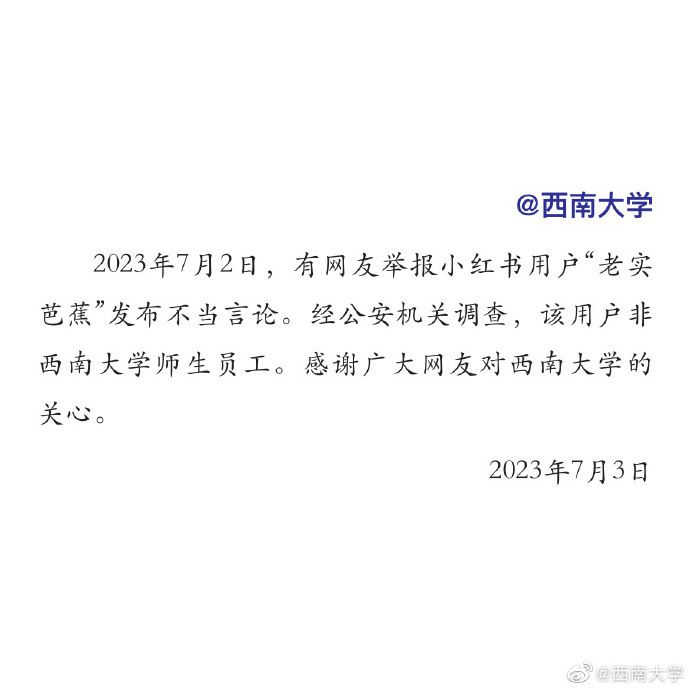 @西南大学
2023年7月2日，有网友举报小红书用户“老实
芭蕉”发布不当言论。经公安机关调查，该用户非
西南大学师生员工。感谢广大网友对西南大学的
关心。
2023年7月3日
@西南大学